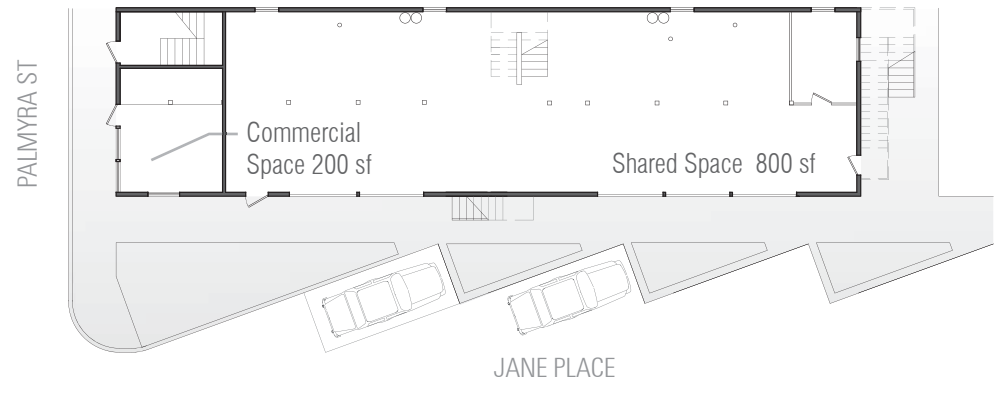 PALMYRA ST
Commercial
Space 200 sf
Shared Space 800 sf
JANE PLACE